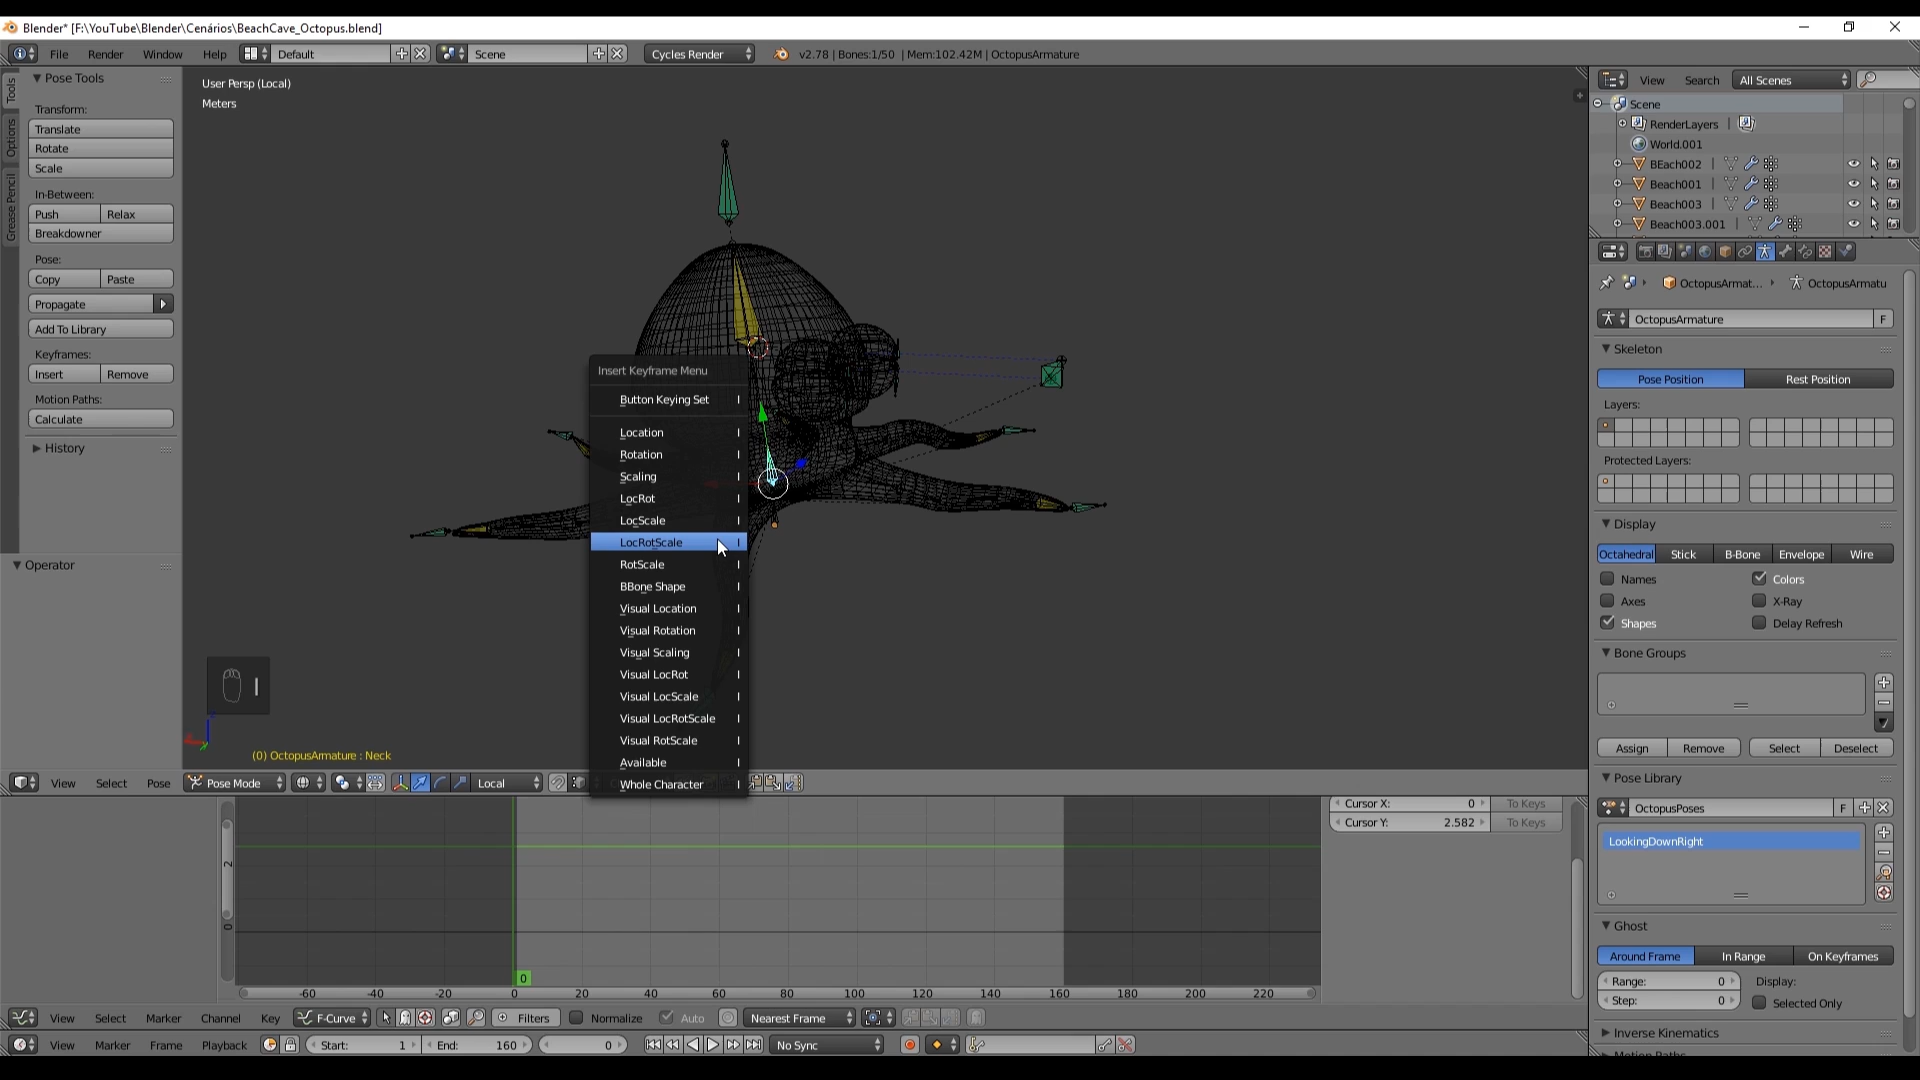 Blender* [F:\YouTube\Blender\Cenários\BeachCave_Octopus.blend]
File Render Window Help Default Scene Cycles Render v2.78 | Bones:1/50 | Mem:102.42M | OctopusArmature
Tools
Options
Grease Pencil
Pose Tools
Transform:
Translate
Rotate
Scale
In-Between:
Push Relax
Breakdowner
Pose:
Copy Paste
Propagate
Add To Library
Keyframes:
Insert Remove
Motion Paths:
Calculate
History
Operator
User Persp (Local)
Meters
Insert Keyframe Menu
Button Keying Set I
Location I
Rotation I
Scaling I
LocRot I
LocScale I
LocRotScale I
RotScale I
BBone Shape I
Visual Location I
Visual Rotation I
Visual Scaling I
Visual LocRot I
Visual LocScale I
Visual LocRotScale I
Visual RotScale I
Available I
Whole Character I
I
(0) OctopusArmature : Neck
View Select Pose Pose Mode Local
View Search All Scenes
Scene
RenderLayers |
World.001
BEach002 |
Beach001 |
Beach003 |
Beach003.001 |
OctopusArmat... OctopusArmatu
OctopusArmature F
Skeleton
Pose Position Rest Position
Layers:
Protected Layers:
Display
Octahedral Stick B-Bone Envelope Wire
Names Colors
Axes X-Ray
Shapes Delay Refresh
Bone Groups
Assign Remove Select Deselect
Pose Library
OctopusPoses F
LookingDownRight
Ghost
Around Frame In Range On Keyframes
Range: 0 Display:
Step: 0 Selected Only
Inverse Kinematics
Cursor X: 0 To Keys
Cursor Y: 2.582 To Keys
2
0
0
-60 -40 -20 0 20 40 60 80 100 120 140 160 180 200 220
View Select Marker Channel Key F-Curve Filters Normalize Auto Nearest Frame
View Marker Frame Playback Start: 1 End: 160 0 No Sync